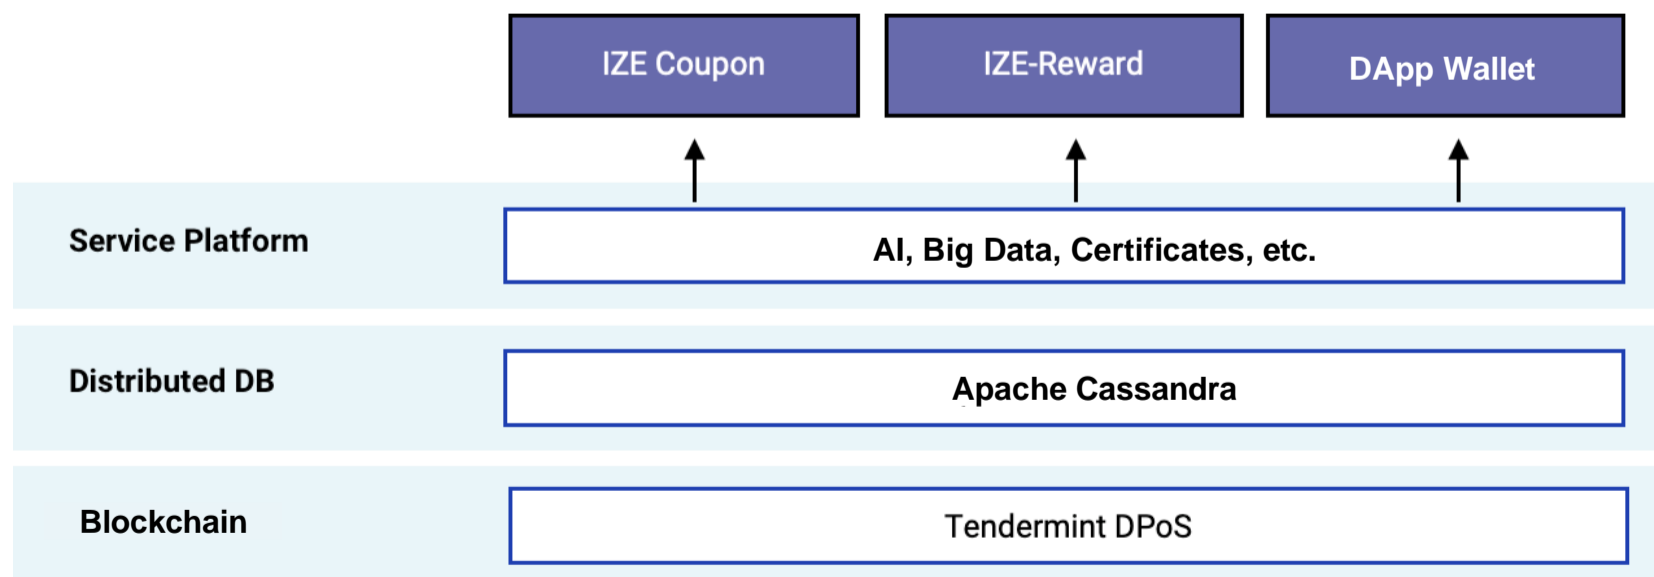 IZE Coupon
IZE-Reward
DApp Wallet
Service Platform
AI, Big Data, Certificates, etc.
Distributed DB
Apache Cassandra
Blockchain
Tendermint DPoS